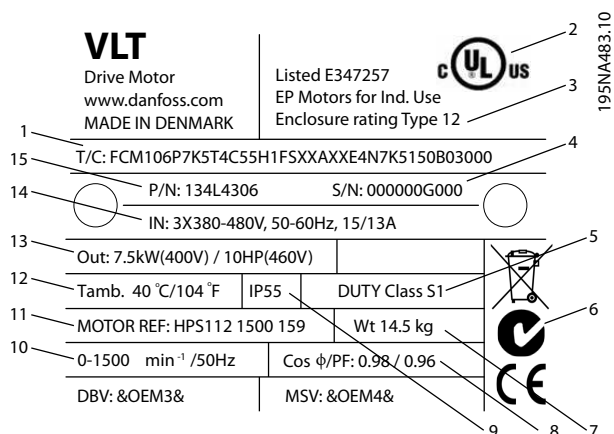 VLT
Drive Motor
www.danfoss.com
MADE IN DENMARK
Listed E347257
EP Motors for Ind. Use
Enclosure rating Type 12
C UL US
2
3
195NA483.10
1
T/C: FCM106P7K5T4C55H1FSXXAXXE4N7K5150B03000
4
15
P/N: 134L4306 S/N: 000000G000
14
IN: 3X380-480V, 50-60Hz, 15/13A
13
Out: 7.5kW(400V) / 10HP(460V)
5
12
Tamb. 40 °C/104 °F IP55 DUTY Class S1
11
MOTOR REF: HPS112 1500 159 Wt 14.5 kg
6
10
0-1500 min⁻¹ /50Hz Cos ϕ/PF: 0.98 / 0.96
CE
DBV: &OEM3& MSV: &OEM4&
9 8 7